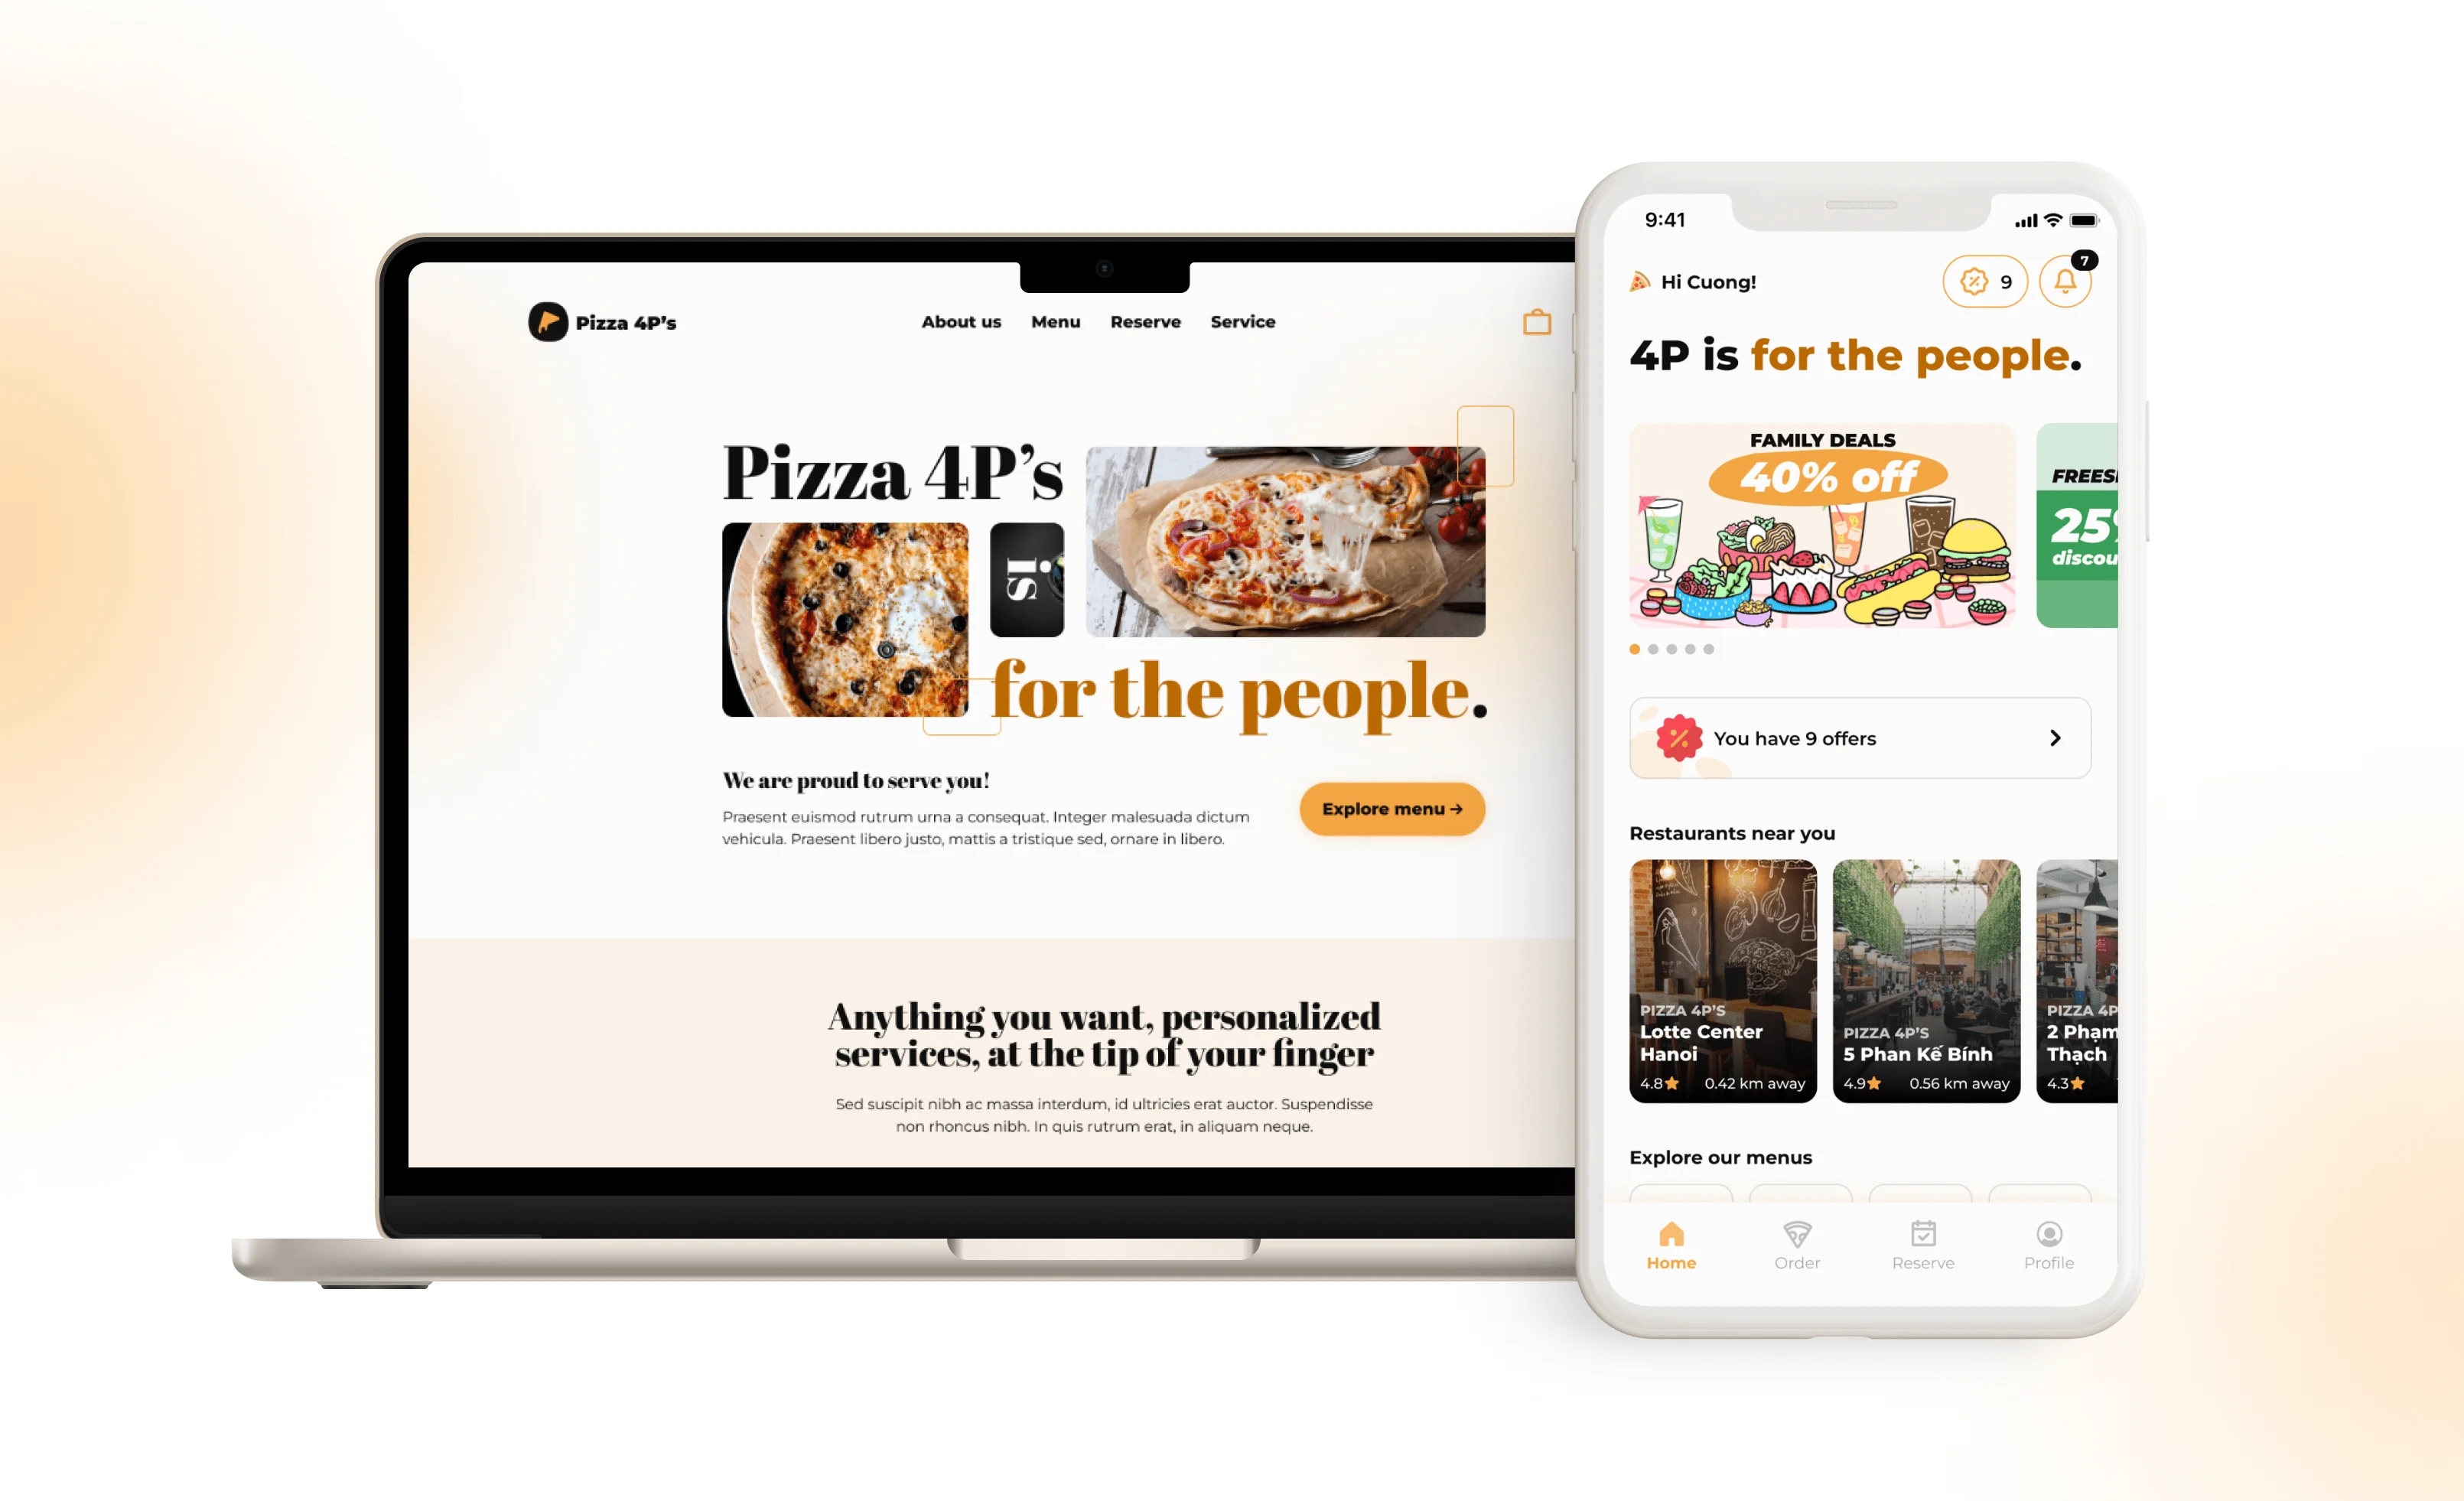 Pizza 4P's
About us Menu Reserve Service
Pizza 4P's
is
for the people.
We are proud to serve you!
Praesent euismod rutrum urna a consequat. Integer malesuada dictum
vehicula. Praesent libero justo, mattis a tristique sed, ornare in libero.
Explore menu →
Anything you want, personalized
services, at the tip of your finger
Sed suscipit nibh ac massa interdum, id ultricies erat auctor. Suspendisse
non rhoncus nibh. In quis rutrum erat, in aliquam neque.
9:41
Hi Cuong!
9
7
4P is for the people.
FAMILY DEALS
40% off
25
You have 9 offers
Restaurants near you
PIZZA 4P'S
Lotte Center
Hanoi
4.8 0.42 km away
PIZZA 4P'S
5 Phan Kế Bính
4.9 0.56 km away
PIZZA 4P
2 Phạm
Thạch
4.3
Explore our menus
Home
Order
Reserve
Profile